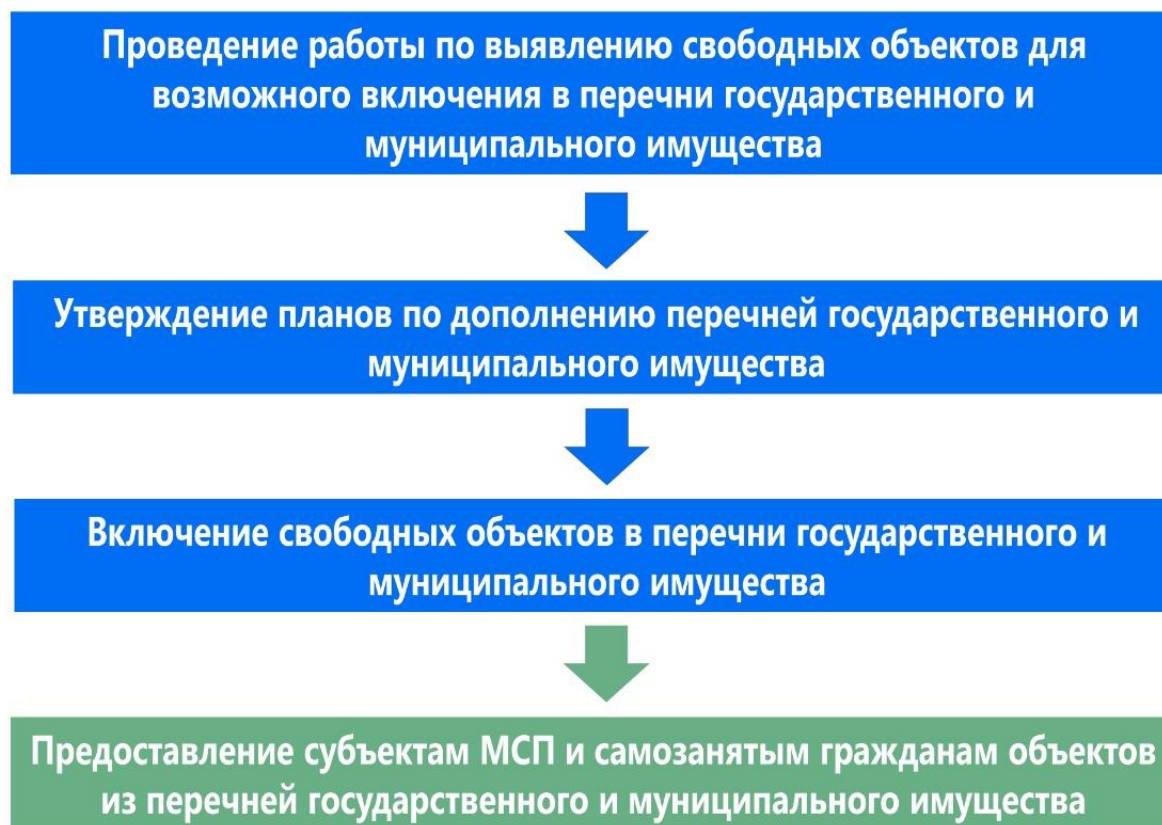 Проведение работы по выявлению свободных объектов для
возможного включения в перечни государственного и
муниципального имущества
Утверждение планов по дополнению перечней государственного и
муниципального имущества
Включение свободных объектов в перечни государственного и
муниципального имущества
Предоставление субъектам МСП и самозанятым гражданам объектов
из перечней государственного и муниципального имущества